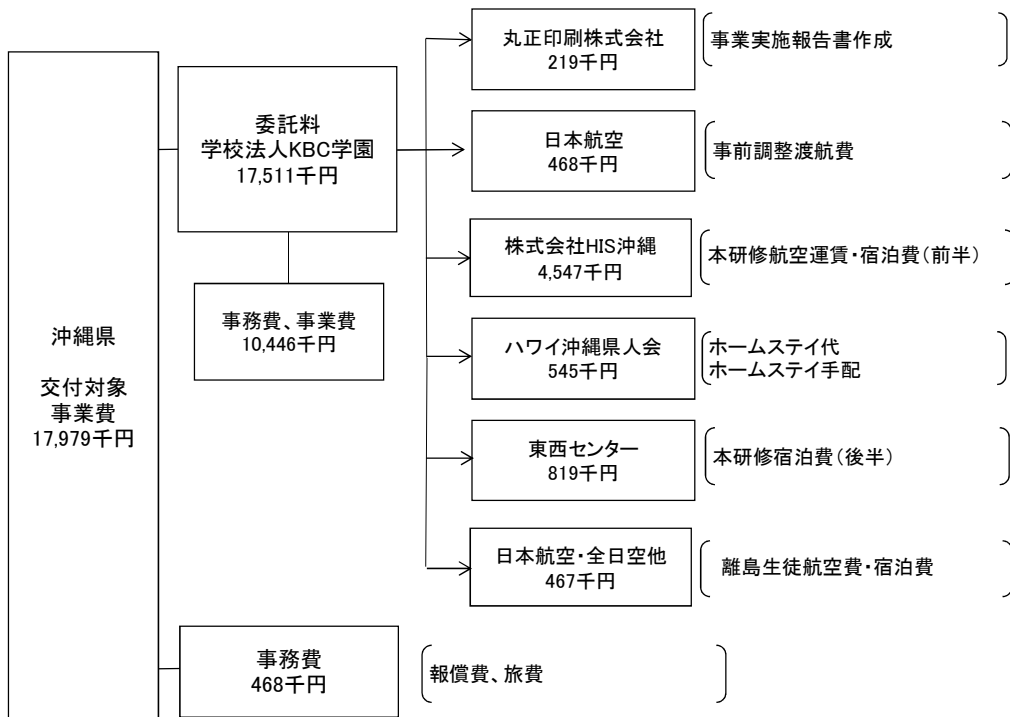 沖縄県
交付対象
事業費
17,979千円
委託料
学校法人KBC学園
17,511千円
事務費、事業費
10,446千円
丸正印刷株式会社
219千円
事業実施報告書作成
日本航空
468千円
事前調整渡航費
株式会社HIS沖縄
4,547千円
本研修航空運賃・宿泊費(前半)
ハワイ沖縄県人会
545千円
ホームステイ代
ホームステイ手配
東西センター
819千円
本研修宿泊費(後半)
日本航空・全日空他
467千円
離島生徒航空費・宿泊費
事務費
468千円
報償費、旅費